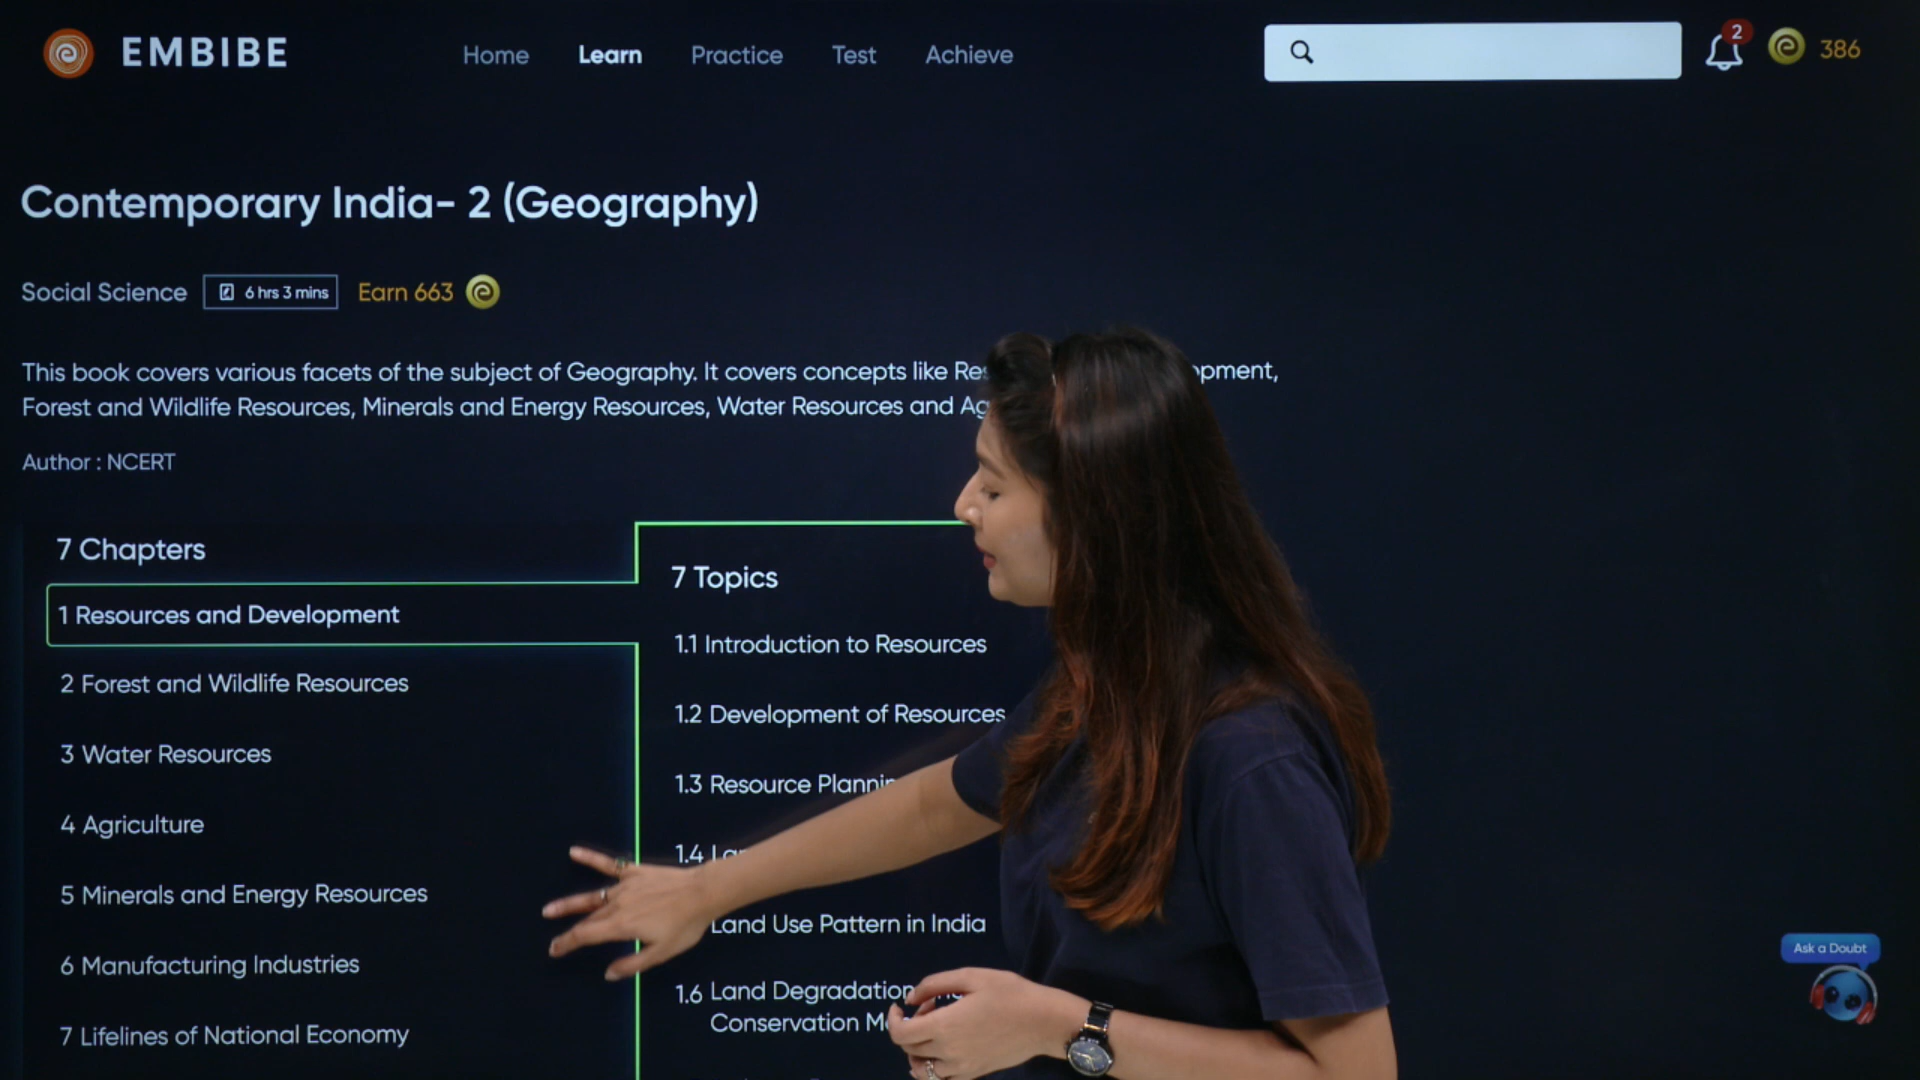 EMBIBE
Home Learn Practice Test Achieve
2
386
Contemporary India- 2 (Geography)
Social Science 6 hrs 3 mins Earn 663
This book covers various facets of the subject of Geography. It covers concepts like
Forest and Wildlife Resources, Minerals and Energy Resources, Water Resources and
Author : NCERT
7 Chapters
1 Resources and Development
2 Forest and Wildlife Resources
3 Water Resources
4 Agriculture
5 Minerals and Energy Resources
6 Manufacturing Industries
7 Lifelines of National Economy
7 Topics
1.1 Introduction to Resources
1.2 Development of Resources
1.3 Resource
1.4
Land Use Pattern in India
1.6 Land Degradation
Conservation
Ask a Doubt